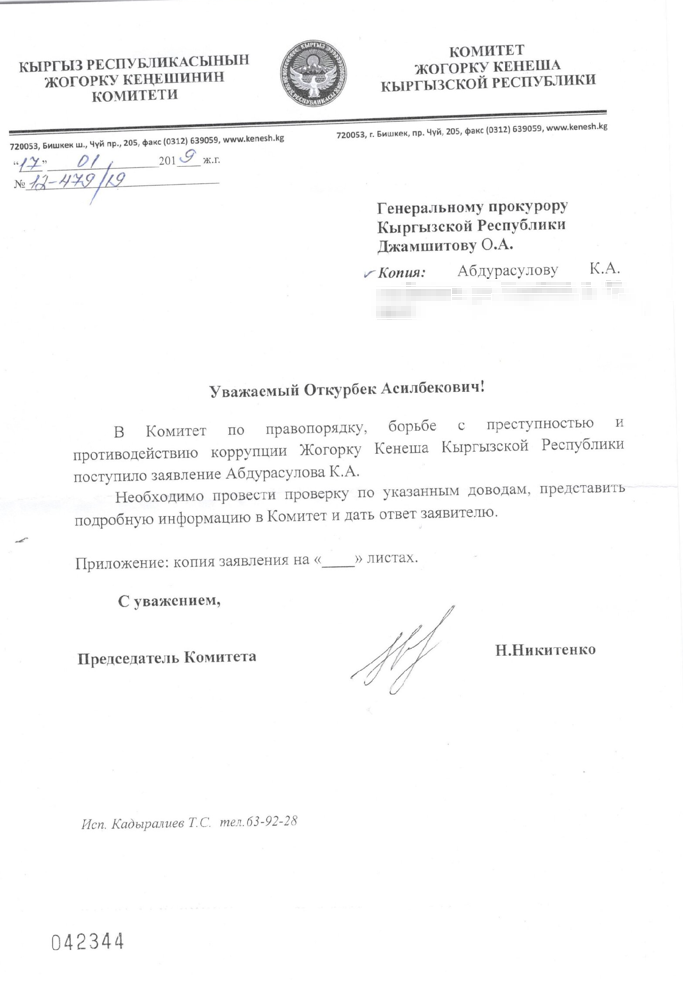 КЫРГЫЗ РЕСПУБЛИКАСЫНЫН
ЖОГОРКУ КЕҢЕШИНИН
КОМИТЕТИ
КОМИТЕТ
ЖОГОРКУ КЕНЕША
КЫРГЫЗСКОЙ РЕСПУБЛИКИ
720053, Бишкек ш., Чүй пр., 205, факс (0312) 639059, www.kenesh.kg
720053, г. Бишкек, пр. Чуй, 205, факс (0312) 639059, www.kenesh.kg
"17" 01, 2019 ж.г.
№ 12-479/19
Генеральному прокурору
Кыргызской Республики
Джамшитову О.А.
Копия: Абдурасулову К.А.
Уважаемый Откурбек Асилбекович!
В Комитет по правопорядку, борьбе с преступностью и
противодействию коррупции Жогорку Кенеша Кыргызской Республики
поступило заявление Абдурасулова К.А.
Необходимо провести проверку по указанным доводам, представить
подробную информацию в Комитет и дать ответ заявителю.
Приложение: копия заявления на «____» листах.
С уважением,
Председатель Комитета
Н.Никитенко
Исп. Кадыралиев Т.С. тел.63-92-28
042344